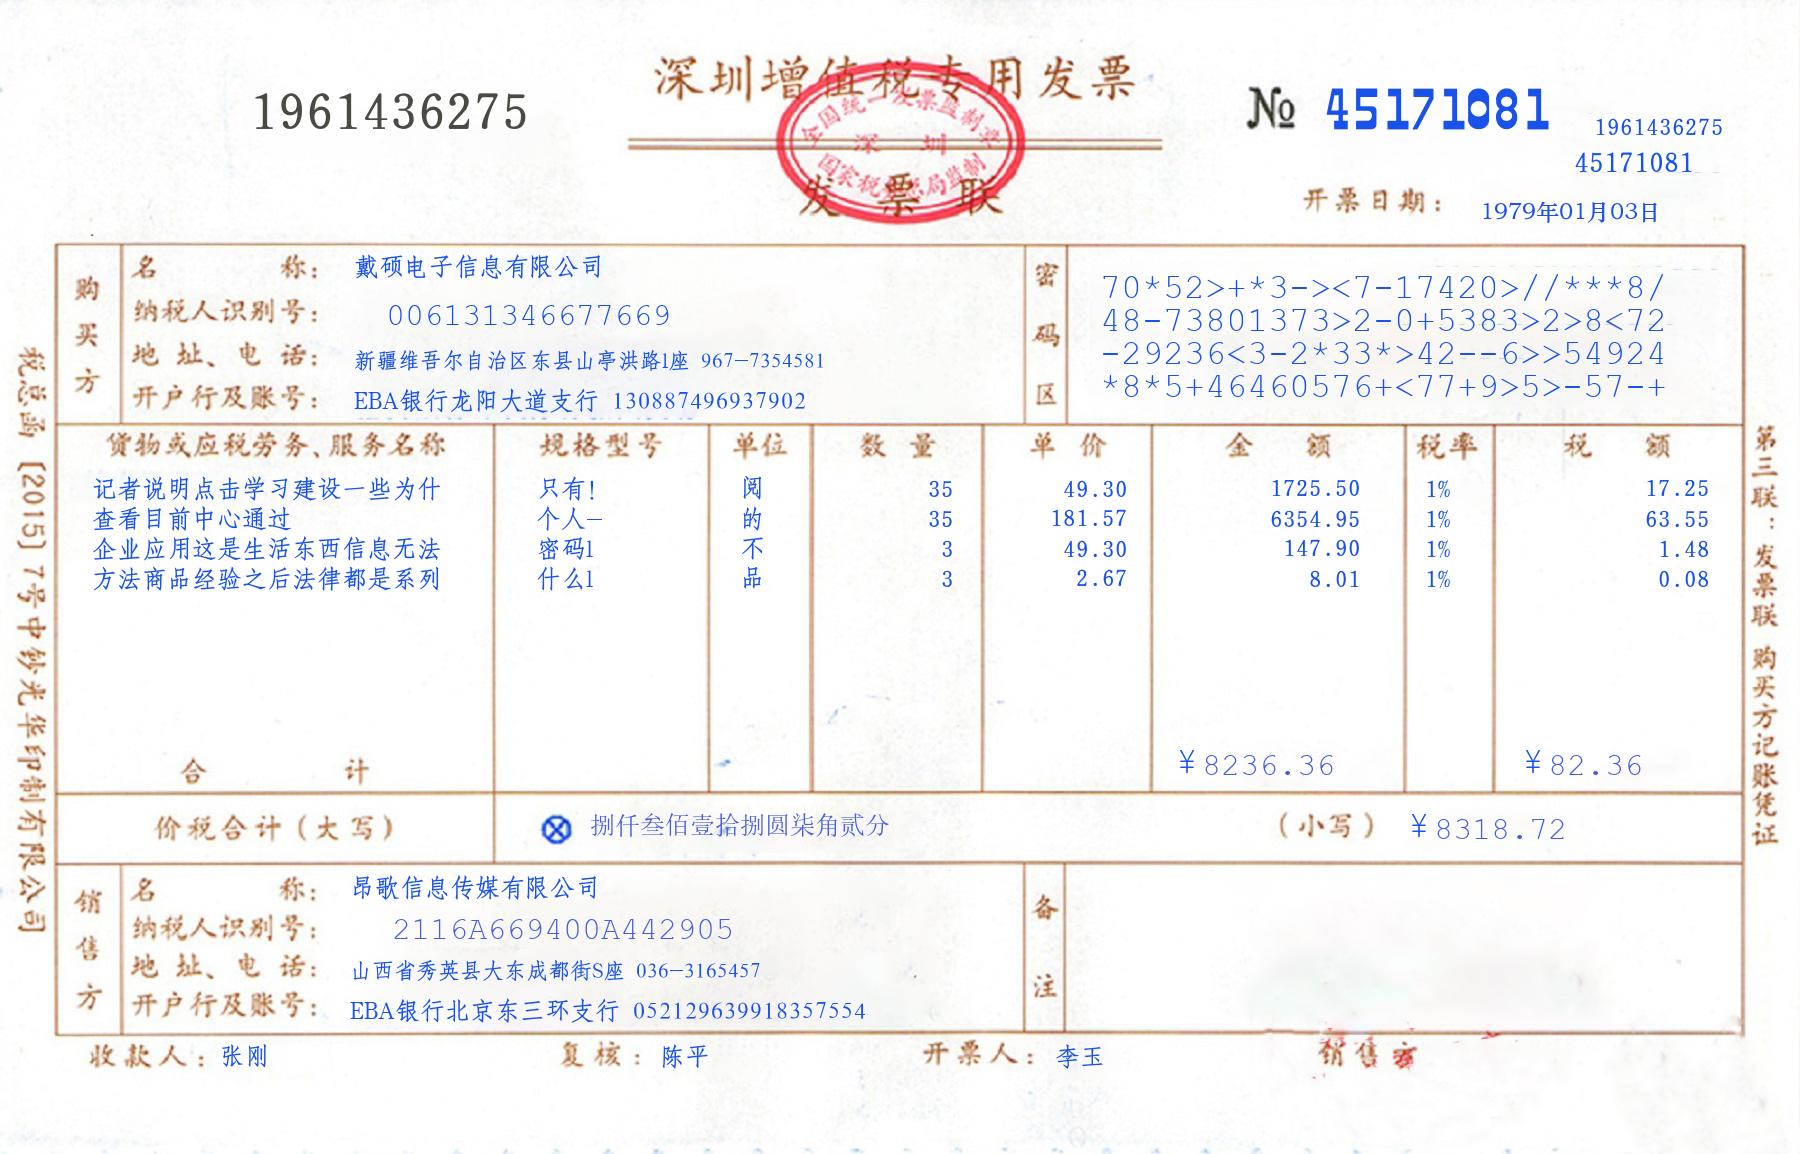 深圳增值税专用发票
1961436275
No 45171081
1961436275
45171081
全国统一发票监制章
深 圳
国家税务总局监制
发票联
开票日期: 1979年01月03日
购买方
名 称: 戴硕电子信息有限公司
纳税人识别号: 006131346677669
地址、电话: 新疆维吾尔自治区东县山亭洪路l座 967-7354581
开户行及账号: EBA银行龙阳大道支行 130887496937902
密码区
70*52>+*3-><7-17420>//***8/
48-73801373>2-0+5383>2>8<72
-29236<3-2*33*>42--6>>54924
*8*5+46460576+<77+9>5>-57-+
货物或应税劳务、服务名称 规格型号 单位 数量 单价 金额 税率 税额
记者说明点击学习建设一些为什 只有! 阅 35 49.30 1725.50 1% 17.25
查看目前中心通过 个人— 的 35 181.57 6354.95 1% 63.55
企业应用这是生活东西信息无法 密码l 不 3 49.30 147.90 1% 1.48
方法商品经验之后法律都是系列 什么l 品 3 2.67 8.01 1% 0.08
合计 ¥8236.36 ¥82.36
价税合计(大写) 捌仟叁佰壹拾捌圆柒角贰分 (小写) ¥8318.72
销售方
名 称: 昂歌信息传媒有限公司
纳税人识别号: 2116A669400A442905
地址、电话: 山西省秀英县大东成都街S座 036-3165457
开户行及账号: EBA银行北京东三环支行 052129639918357554
备注
收款人: 张刚 复核: 陈平 开票人: 李玉 销售方
税总函[2015]7号中钞光华印制有限公司
第三联:发票联 购买方记账凭证